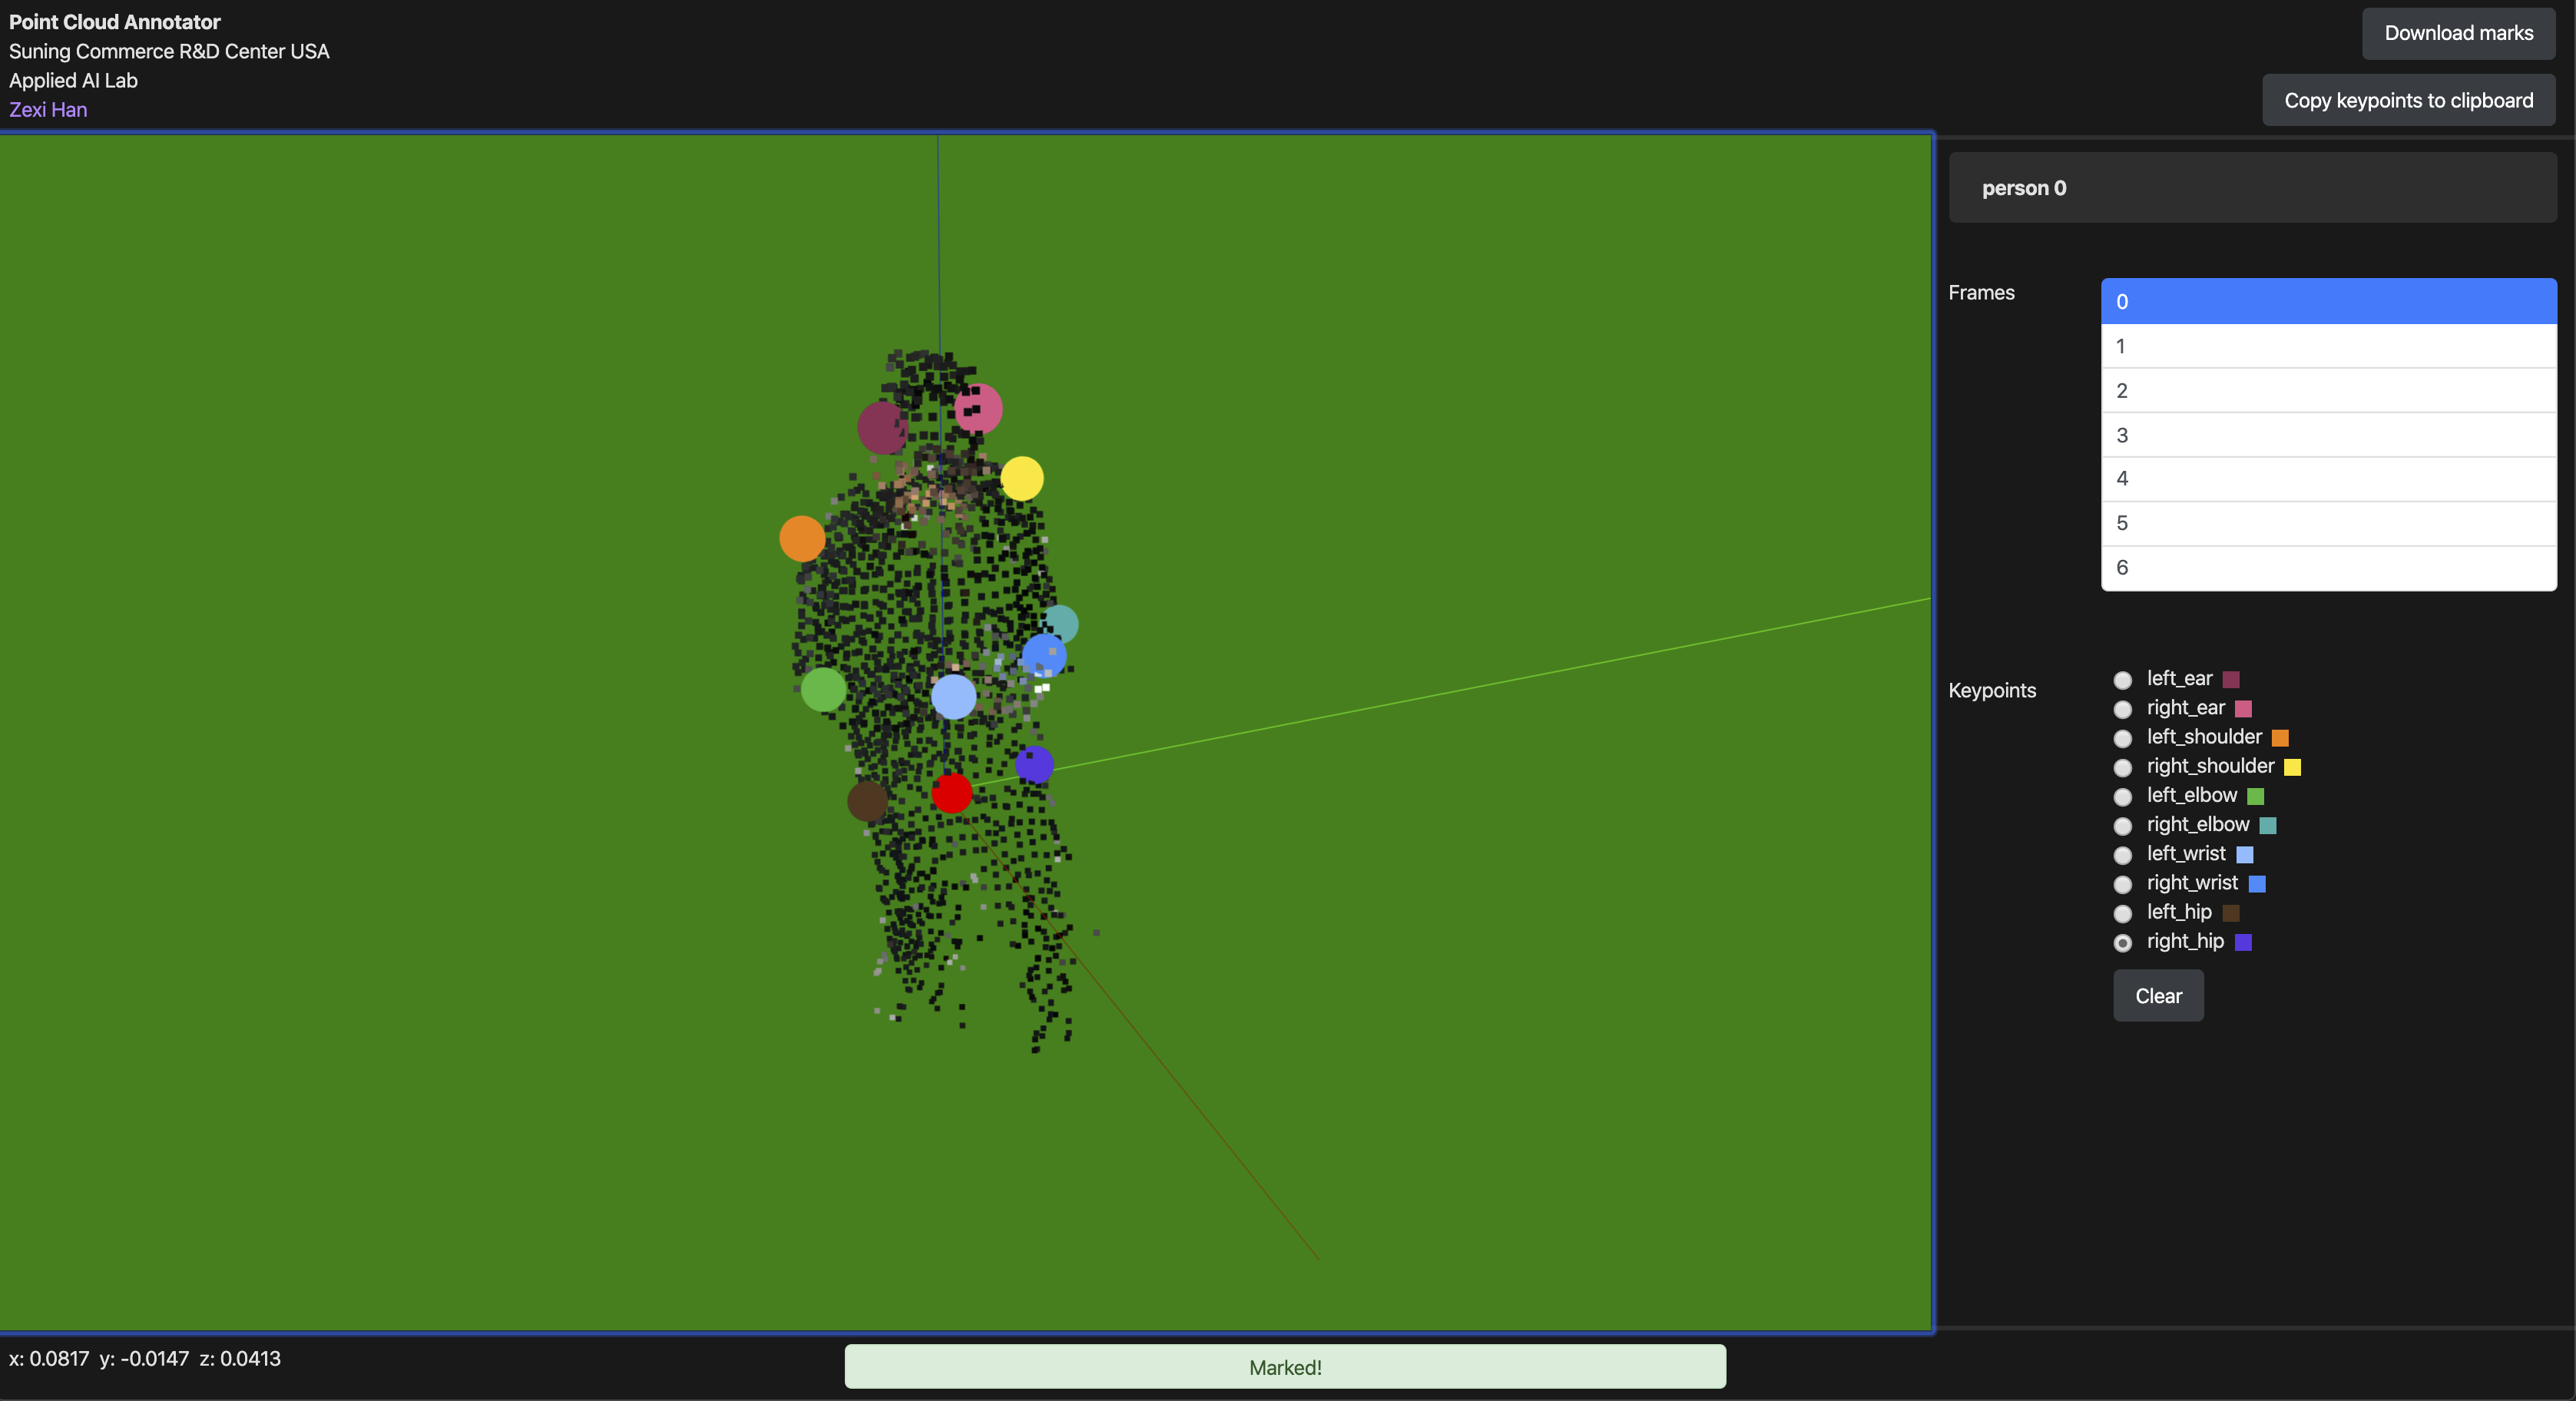 Point Cloud Annotator
Suning Commerce R&D Center USA
Applied AI Lab
Zexi Han
Download marks
Copy keypoints to clipboard
person 0
Frames
0
1
2
3
4
5
6
Keypoints
left_ear
right_ear
left_shoulder
right_shoulder
left_elbow
right_elbow
left_wrist
right_wrist
left_hip
right_hip
Clear
x: 0.0817 y: -0.0147 z: 0.0413
Marked!